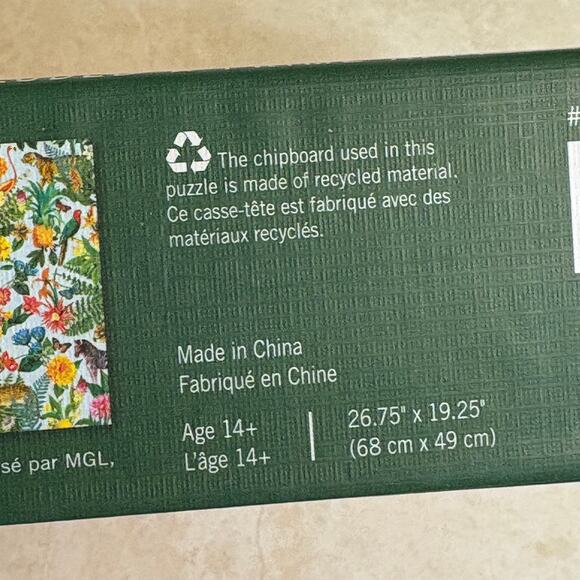 #
The chipboard used in this
puzzle is made of recycled material.
Ce casse-tête est fabriqué avec des
matériaux recyclés.
Made in China
Fabriqué en Chine
Age 14+
L'âge 14+
26.75" x 19.25"
(68 cm x 49 cm)
sé par MGL,